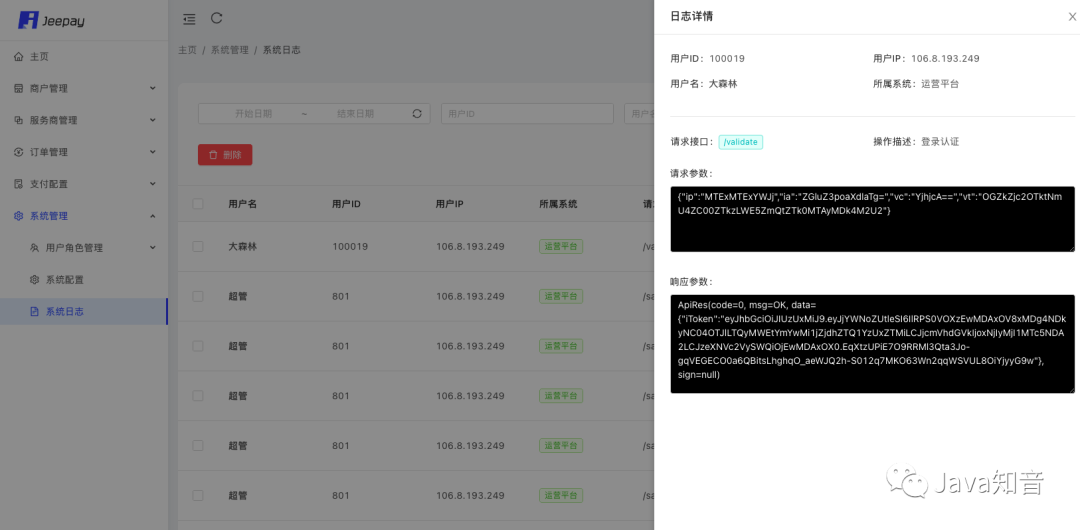 Jeepay
主页
商户管理
服务商管理
订单管理
支付配置
系统管理
用户角色管理
系统配置
系统日志
主页 / 系统管理 / 系统日志
开始日期 ~ 结束日期 用户ID
删除
用户名 用户ID 用户IP 所属系统
大森林 100019 106.8.193.249 运营平台 /va
超管 801 106.8.193.249 运营平台 /sa
超管 801 106.8.193.249 运营平台 /sa
超管 801 106.8.193.249 运营平台 /sa
超管 801 106.8.193.249 运营平台 /sa
超管 801 106.8.193.249 运营平台 /sa
日志详情
用户ID: 100019 用户IP: 106.8.193.249
用户名: 大森林 所属系统: 运营平台
请求接口: /validate 操作描述: 登录认证
请求参数:
{"ip":"MTExMTExYWJj","ia":"ZGluZ3poaXdlaTg=","vc":"YjhjcA==","vt":"OGZkZjc2OTktNm
U4ZC00ZTkzLWE5ZmQtZTk0MTAyMDk4M2U2"}
响应参数:
ApiRes(code=0, msg=OK, data=
{"iToken":"eyJhbGciOiJIUzUxMiJ9.eyJjYWNoZUtleSI6IlRPS0VOXzEwMDAxOV8xMDg4NDk
yNC04OTJlLTQyMWEtYmYwMi1jZjdhZTQ1YzUxZTMiLCJjcmVhdGVkIjoxNjIyMjI1MTc5NDA
2LCJzeXNVc2VySWQiOjEwMDAxOX0.EqXtzUPiE7O9RRMl3Qta3Jo-
gqVEGECO0a6QBitsLhghqO_aeWJQ2h-S012q7MKO63Wn2qqWSVUL8OiYjyyG9w"},
sign=null)
Java知音